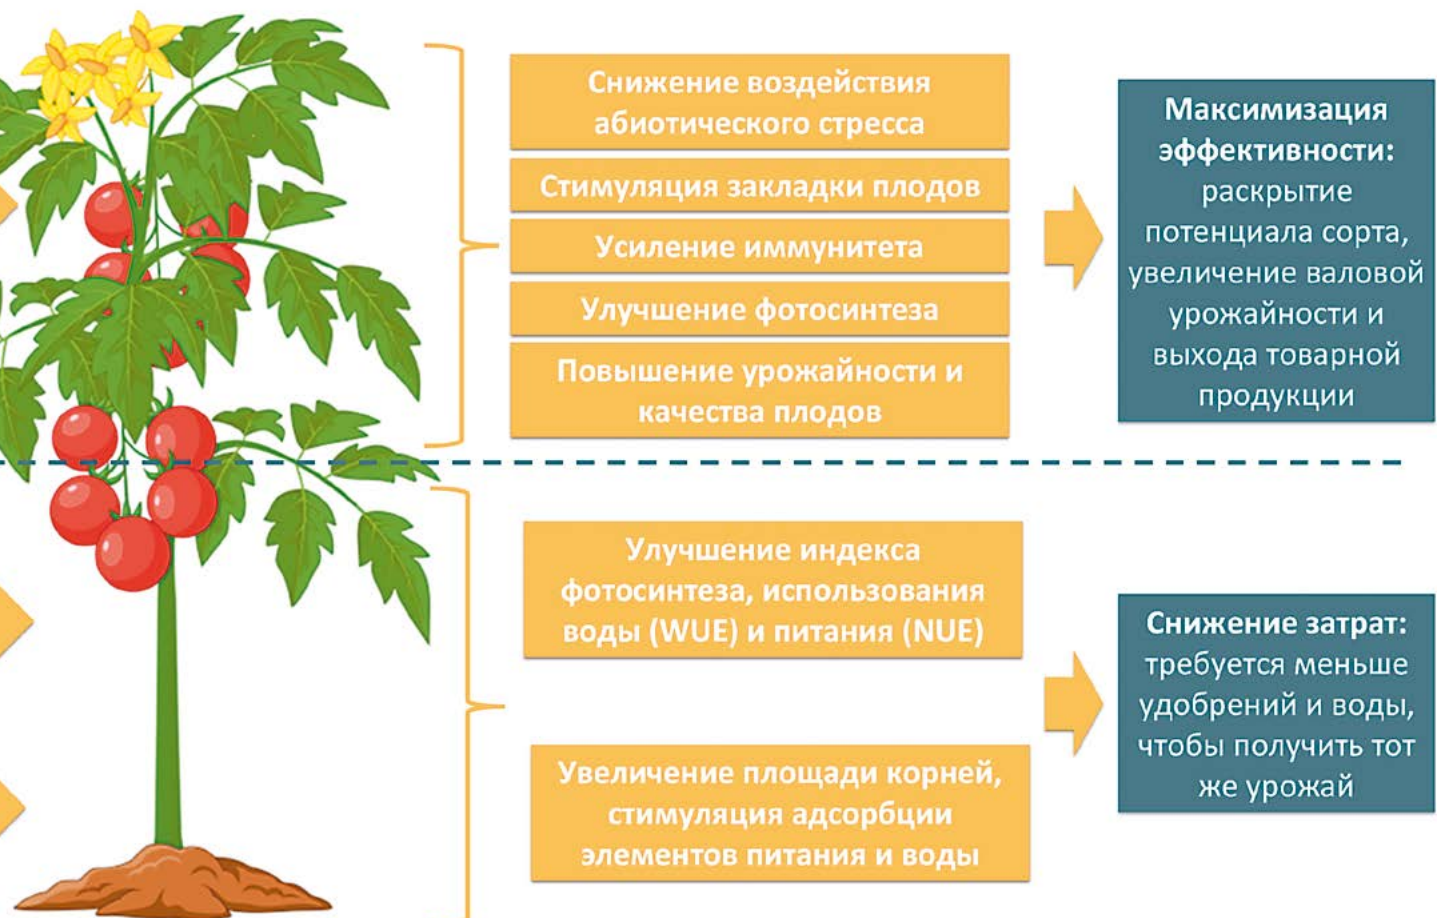 Снижение воздействия
абиотического стресса
Стимуляция закладки плодов
Усиление иммунитета
Улучшение фотосинтеза
Повышение урожайности и
качества плодов
Максимизация
эффективности:
раскрытие
потенциала сорта,
увеличение валовой
урожайности и
выхода товарной
продукции
Улучшение индекса
фотосинтеза, использования
воды (WUE) и питания (NUE)
Увеличение площади корней,
стимуляция адсорбции
элементов питания и воды
Снижение затрат:
требуется меньше
удобрений и воды,
чтобы получить тот
же урожай